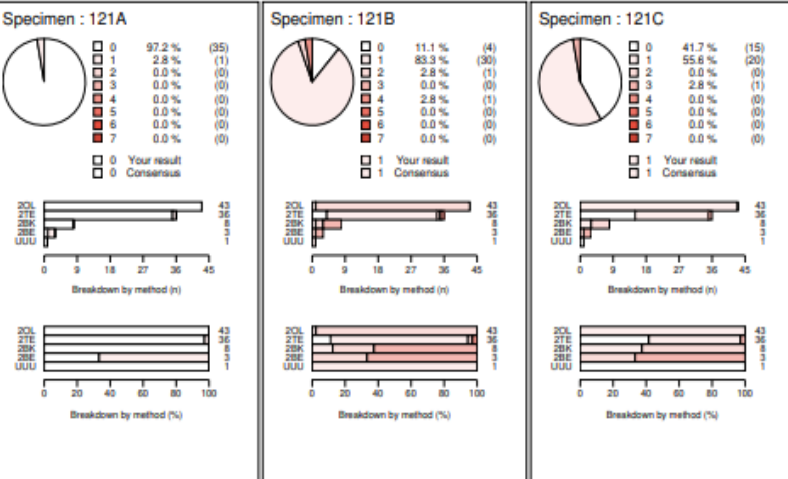 Specimen : 121A
0 97.2 % (35)
1 2.8 % (1)
2 0.0 % (0)
3 0.0 % (0)
4 0.0 % (0)
5 0.0 % (0)
6 0.0 % (0)
7 0.0 % (0)
0 Your result
0 Consensus
2OL 43
2TE 36
2BK 8
2BE 3
UUU 1
0 9 18 27 36 45
Breakdown by method (n)
2OL 43
2TE 36
2BK 8
2BE 3
UUU 1
0 20 40 60 80 100
Breakdown by method (%)
Specimen : 121B
0 11.1 % (4)
1 83.3 % (30)
2 2.8 % (1)
3 0.0 % (0)
4 2.8 % (1)
5 0.0 % (0)
6 0.0 % (0)
7 0.0 % (0)
1 Your result
1 Consensus
2OL 43
2TE 36
2BK 8
2BE 3
UUU 1
0 9 18 27 36 45
Breakdown by method (n)
2OL 43
2TE 36
2BK 8
2BE 3
UUU 1
0 20 40 60 80 100
Breakdown by method (%)
Specimen : 121C
0 41.7 % (15)
1 55.6 % (20)
2 0.0 % (0)
3 2.8 % (1)
4 0.0 % (0)
5 0.0 % (0)
6 0.0 % (0)
7 0.0 % (0)
1 Your result
1 Consensus
2OL 43
2TE 36
2BK 8
2BE 3
UUU 1
0 9 18 27 36 45
Breakdown by method (n)
2OL 43
2TE 36
2BK 8
2BE 3
UUU 1
0 20 40 60 80 100
Breakdown by method (%)